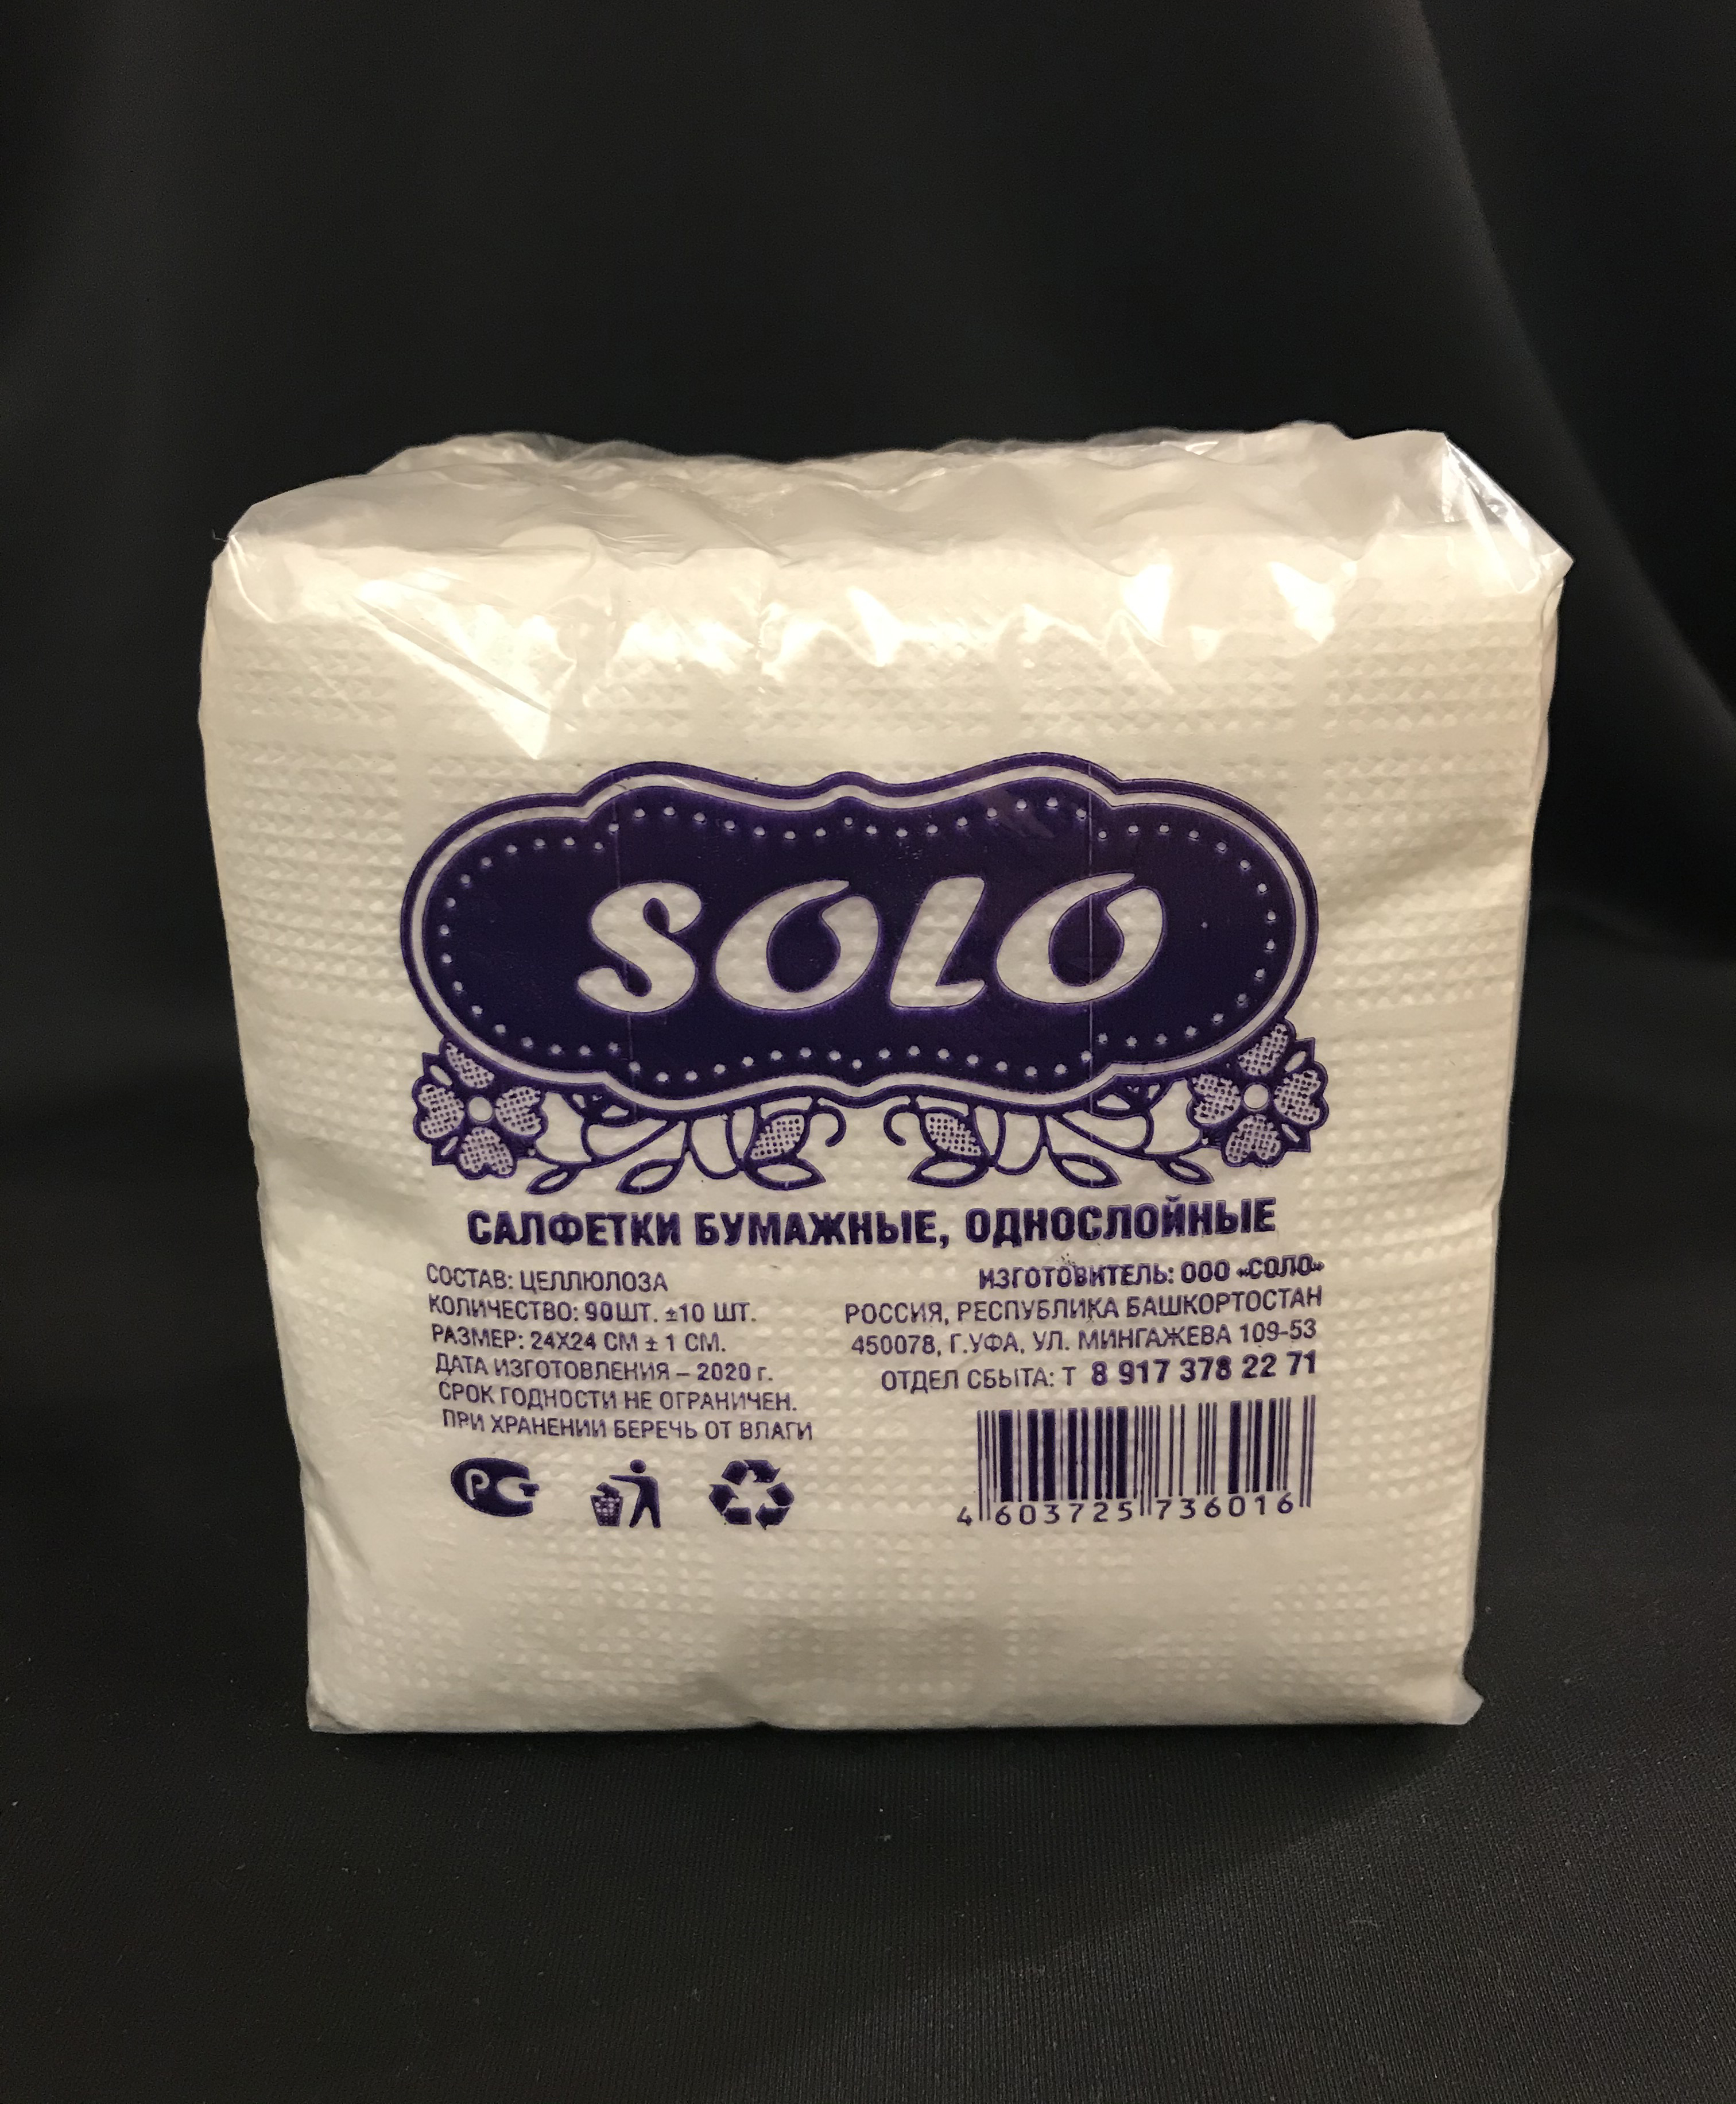 SOLO
САЛФЕТКИ БУМАЖНЫЕ, ОДНОСЛОЙНЫЕ
СОСТАВ: ЦЕЛЛЮЛОЗА
КОЛИЧЕСТВО: 90ШТ. ±10 ШТ.
РАЗМЕР: 24X24 СМ ± 1 СМ.
ДАТА ИЗГОТОВЛЕНИЯ – 2020 г.
СРОК ГОДНОСТИ НЕ ОГРАНИЧЕН.
ПРИ ХРАНЕНИИ БЕРЕЧЬ ОТ ВЛАГИ
ИЗГОТОВИТЕЛЬ: ООО «СОЛО»
РОССИЯ, РЕСПУБЛИКА БАШКОРТОСТАН
450078, Г.УФА, УЛ. МИНГАЖЕВА 109-53
ОТДЕЛ СБЫТА: Т 8 917 378 22 71
РСТ
4 603725 736016